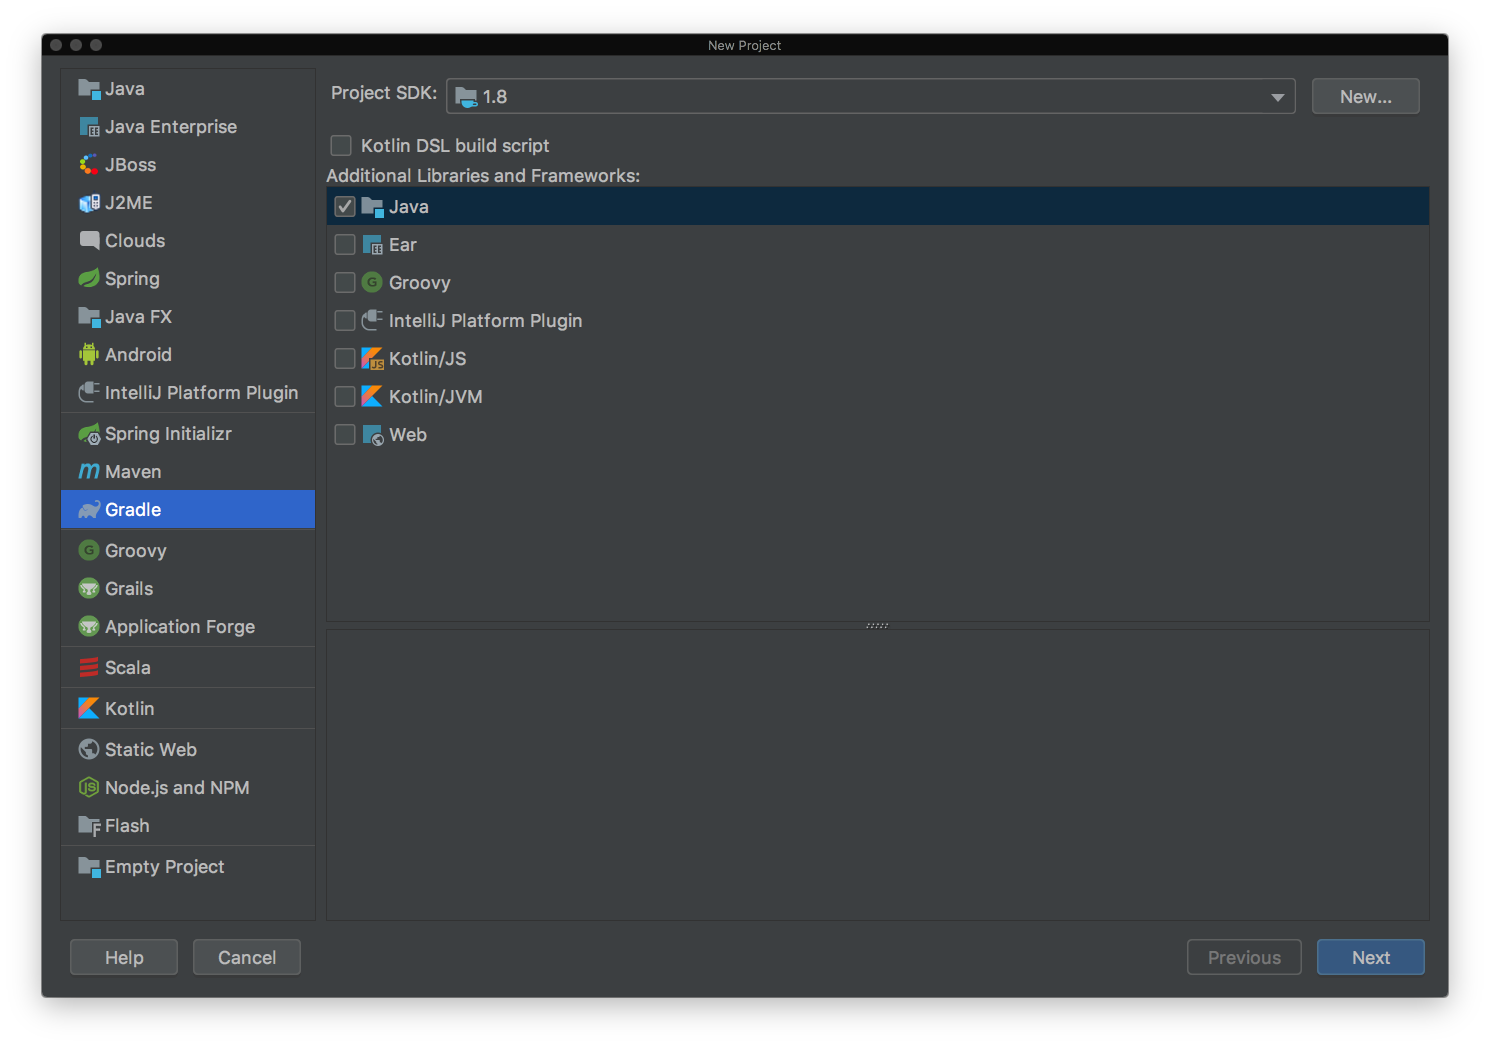 New Project
Java
Java Enterprise
JBoss
J2ME
Clouds
Spring
Java FX
Android
IntelliJ Platform Plugin
Spring Initializr
Maven
Gradle
Groovy
Grails
Application Forge
Scala
Kotlin
Static Web
Node.js and NPM
Flash
Empty Project
Project SDK: 1.8 New...
Kotlin DSL build script
Additional Libraries and Frameworks:
Java
Ear
Groovy
IntelliJ Platform Plugin
Kotlin/JS
Kotlin/JVM
Web
Help Cancel Previous Next